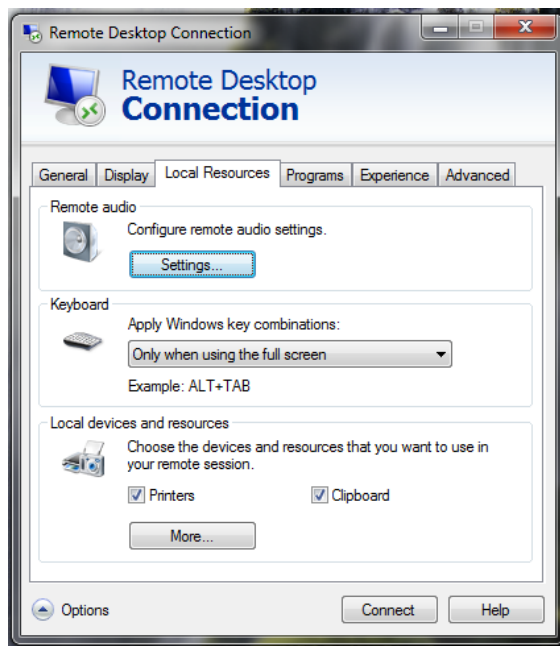 Remote Desktop Connection
Remote Desktop
Connection
General Display Local Resources Programs Experience Advanced
Remote audio
Configure remote audio settings.
Settings...
Keyboard
Apply Windows key combinations:
Only when using the full screen
Example: ALT+TAB
Local devices and resources
Choose the devices and resources that you want to use in
your remote session.
Printers Clipboard
More...
Options Connect Help